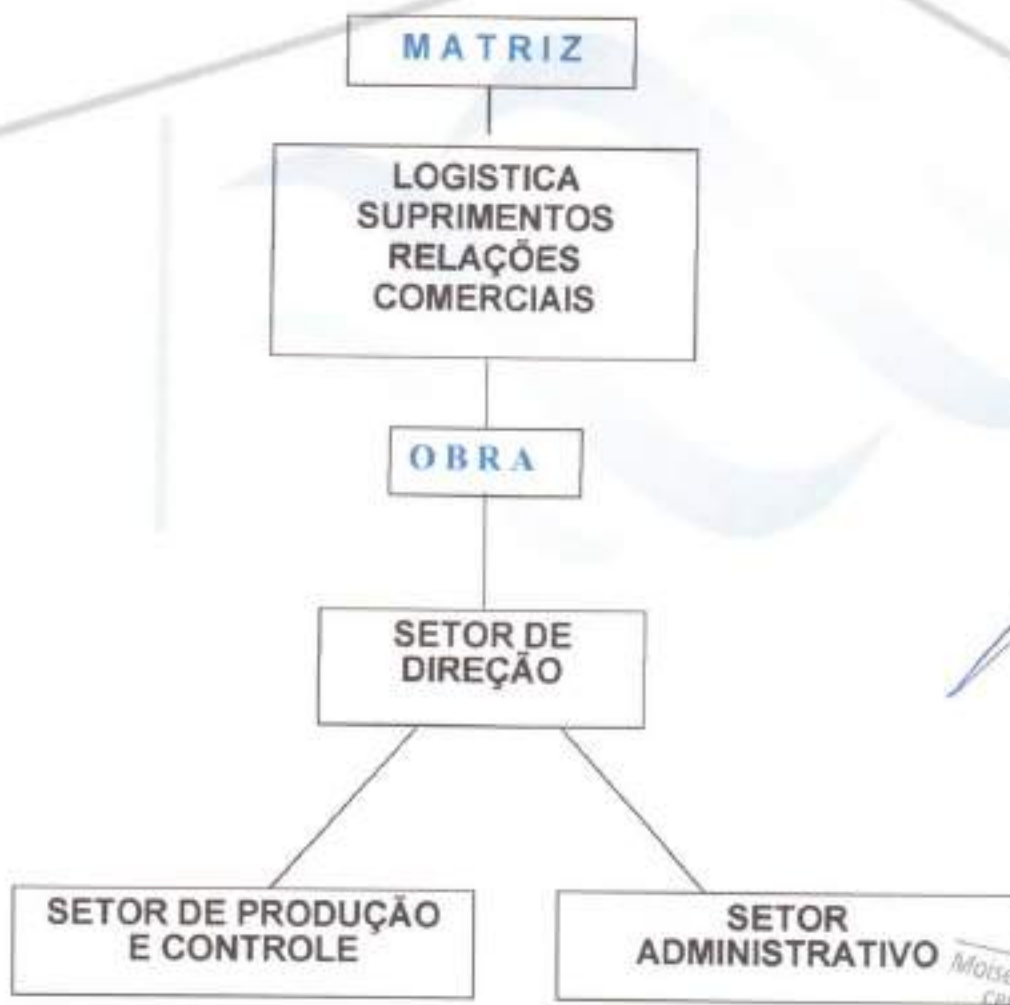 MATRIZ
LOGISTICA
SUPRIMENTOS
RELAÇÕES
COMERCIAIS
OBRA
SETOR DE
DIREÇÃO
SETOR DE PRODUÇÃO
E CONTROLE
SETOR
ADMINISTRATIVO